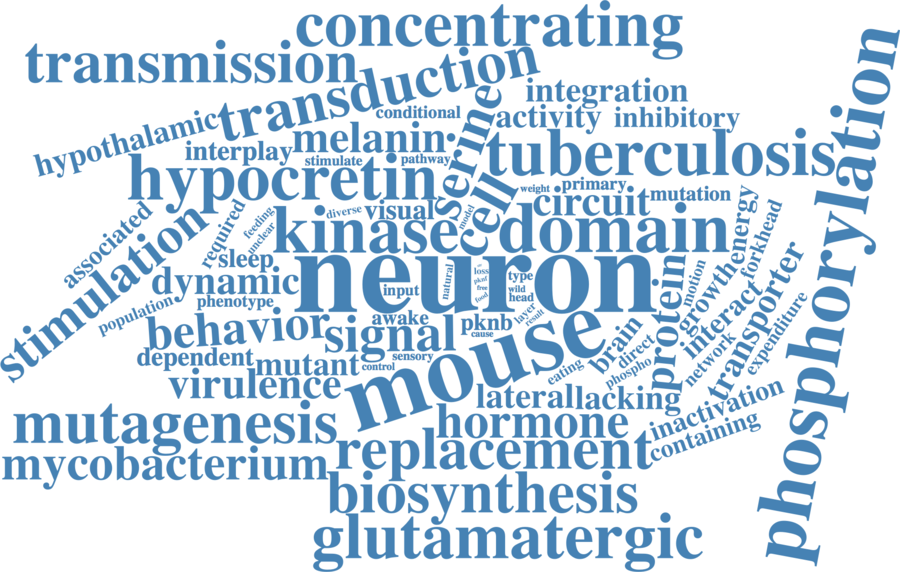 concentrating
transmission
transduction
integration
conditional
activity
inhibitory
hypothalamic
melanin
interplay
stimulate
pathway
serine
tuberculosis
hypocretin
cell
weight
primary
circuit
mutation
phosphorylation
associated
required
feeding
unclear
diverse
visual
model
kinase
domain
energy
forkhead
stimulation
sleep
neuron
dynamic
natural
loss
pknf
free
food
type
wild
head
input
protein
motion
growth
interact
transporter
population
phenotype
behavior
awake
signal
pknb
cause
layer
result
mouse
brain
direct
network
expenditure
dependent
mutant
control
sensory
eating
phospho
virulence
lateral
lacking
inactivation
mutagenesis
hormone
containing
mycobacterium
replacement
biosynthesis
glutamatergic